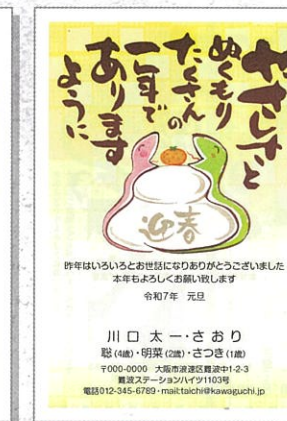 やさしさと
ぬくもり
たくさんの
一年で
あります
ように
迎春
昨年はいろいろとお世話になりありがとうございました
本年もよろしくお願い致します
令和7年 元旦
川口 太一・さおり
聡(4歳)・明菜(2歳)・さつき(1歳)
〒000-0000 大阪市浪速区難波中1-2-3
難波ステーションハイツ1103号
電話012-345-6789・mail:taichi@kawaguchi.jp